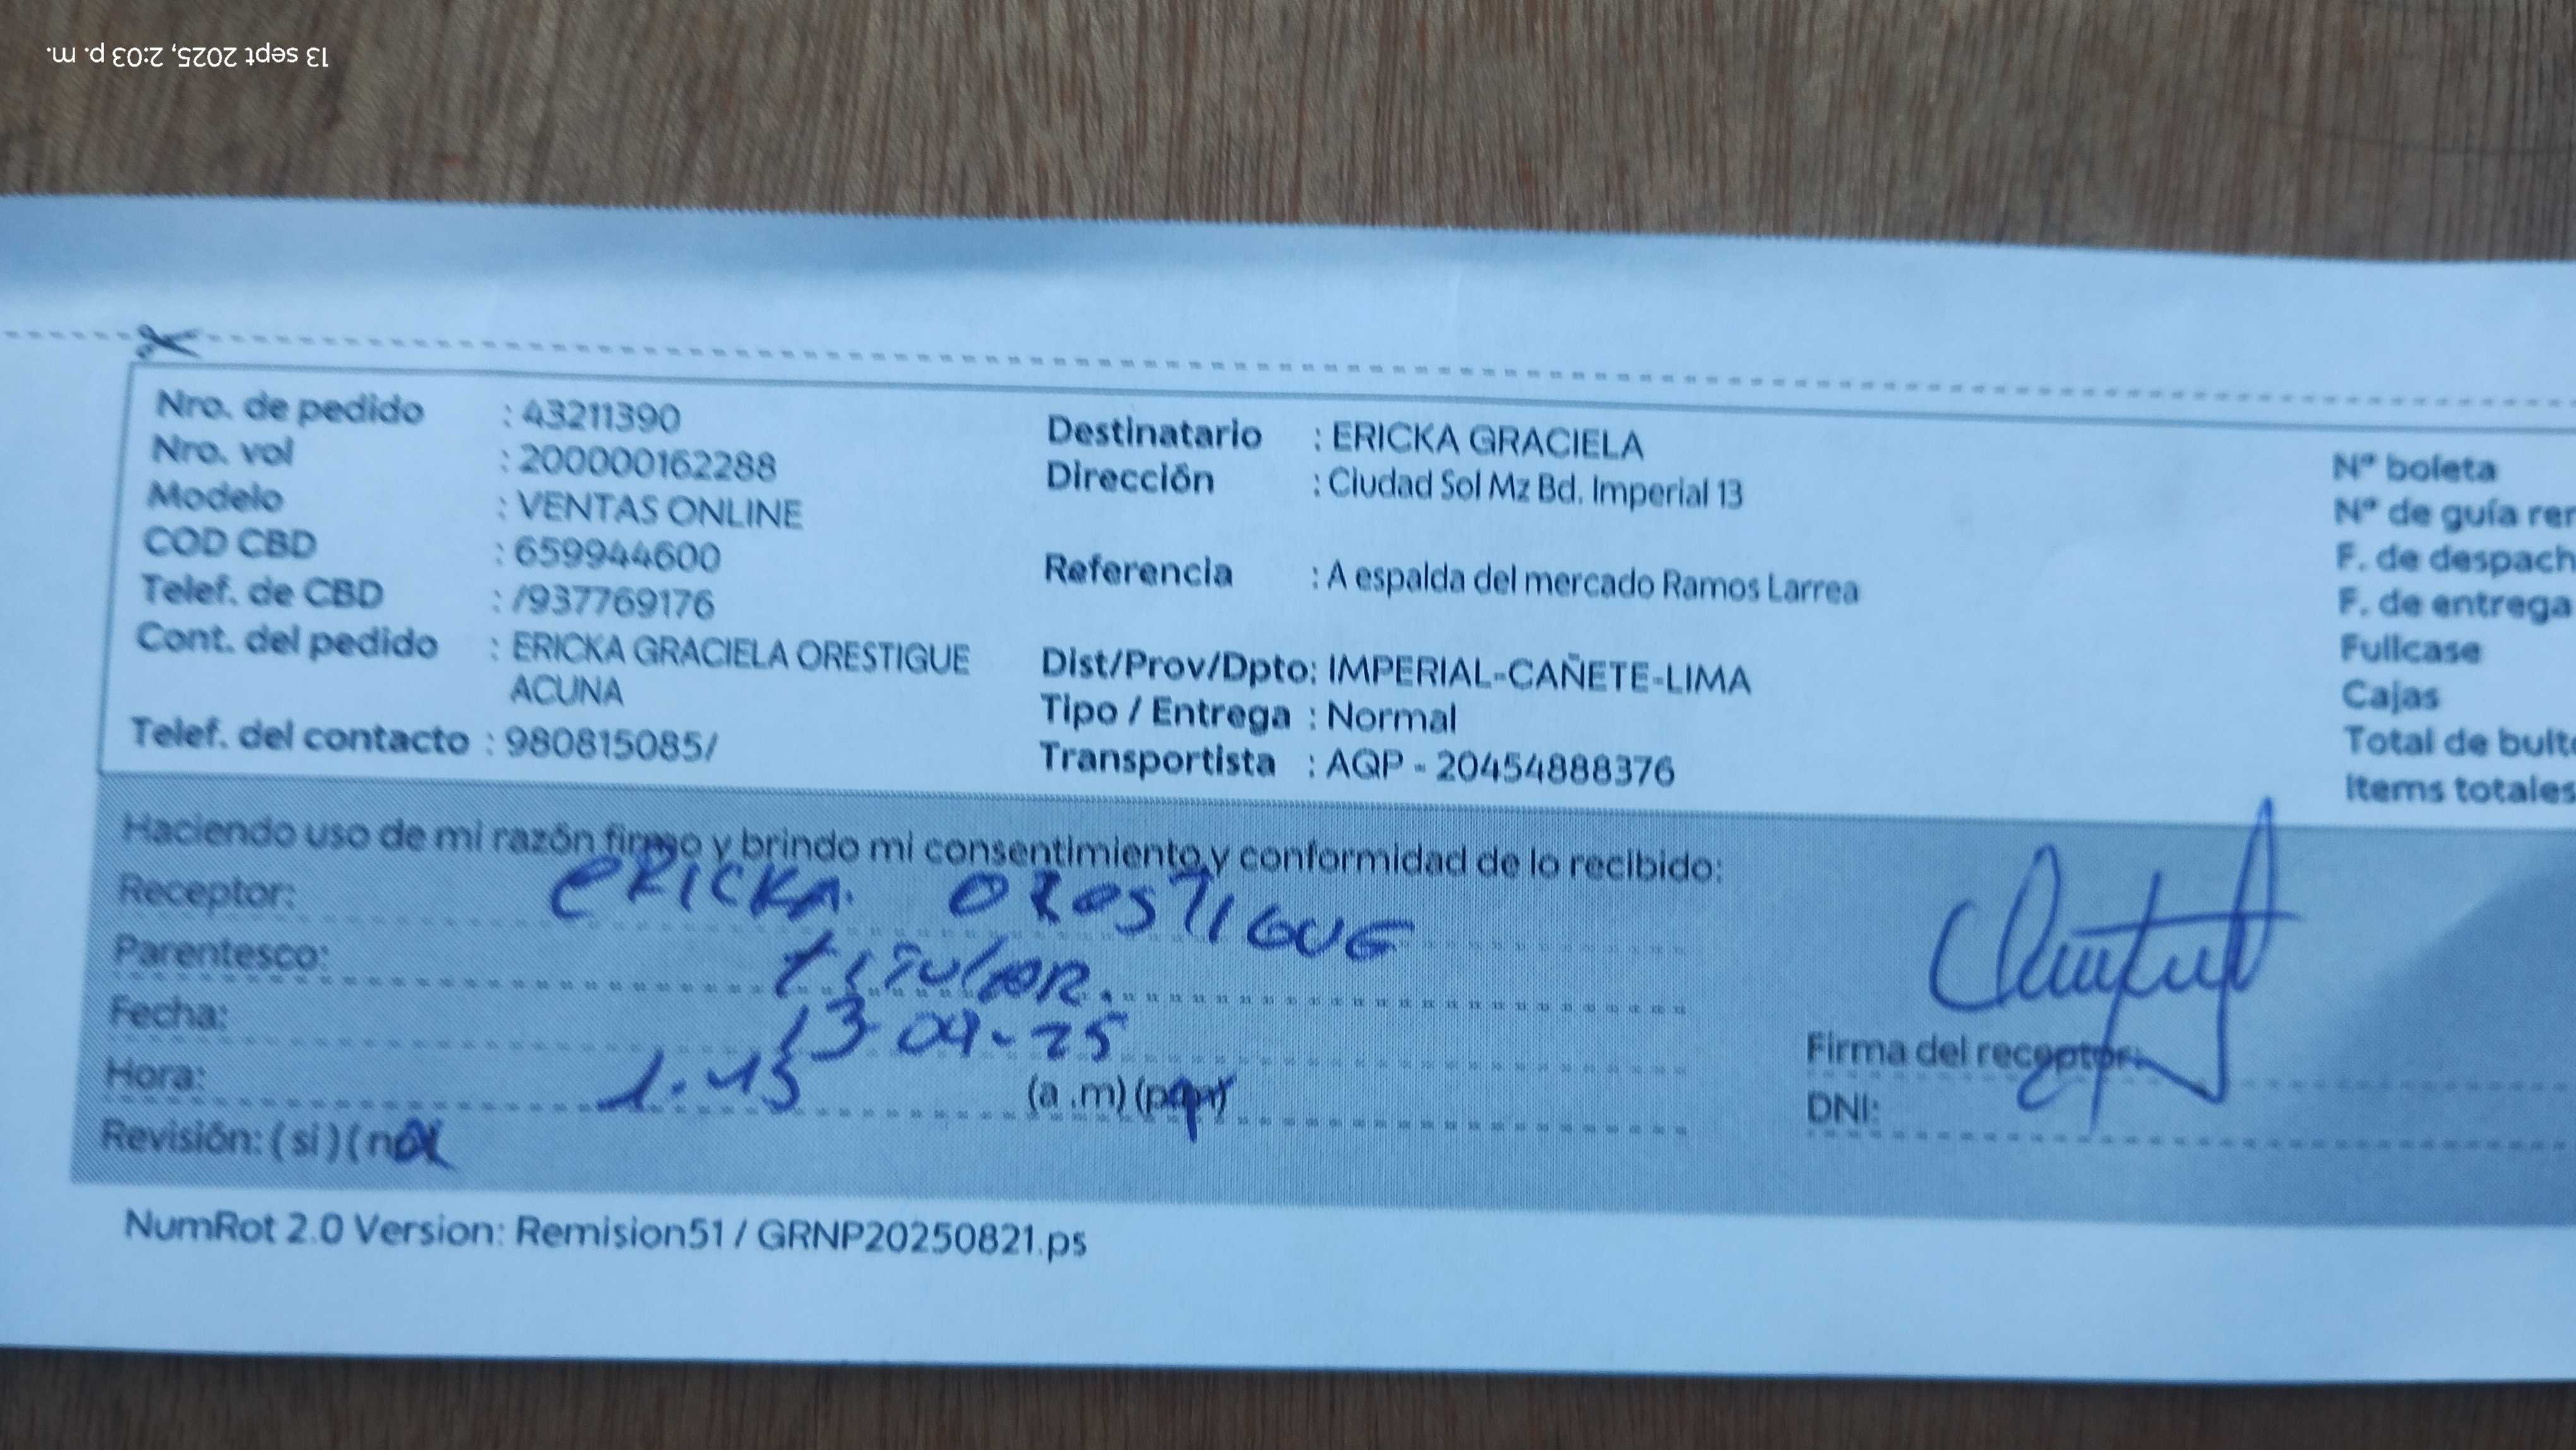 13 sept 2025, 2:03 p. m.
Nro. de pedido : 43211390
Nro. vol : 200000162288
Modelo : VENTAS ONLINE
COD CBD : 659944600
Telef. de CBD : /937769176
Cont. del pedido : ERICKA GRACIELA ORESTIGUE
ACUNA
Telef. del contacto : 980815085/
Destinatario : ERICKA GRACIELA
Dirección : Ciudad Sol Mz Bd. Imperial 13
Referencia : A espalda del mercado Ramos Larrea
Dist/Prov/Dpto: IMPERIAL-CAÑETE-LIMA
Tipo / Entrega : Normal
Transportista : AQP - 20454888376
N° boleta
N° de guía rem
F. de despach
F. de entrega
Fullcase
Cajas
Total de bulto
Items totales
Haciendo uso de mi razón firmo y brindo mi consentimiento y conformidad de lo recibido:
Receptor: ERICKA ORESTIGUE
Parentesco: titular.
Fecha: 13-09-25
Hora: 1.45 (a .m) (pm)
Revisión: ( si ) ( no
Firma del receptor:
DNI:
NumRot 2.0 Version: Remision51 / GRNP20250821.ps